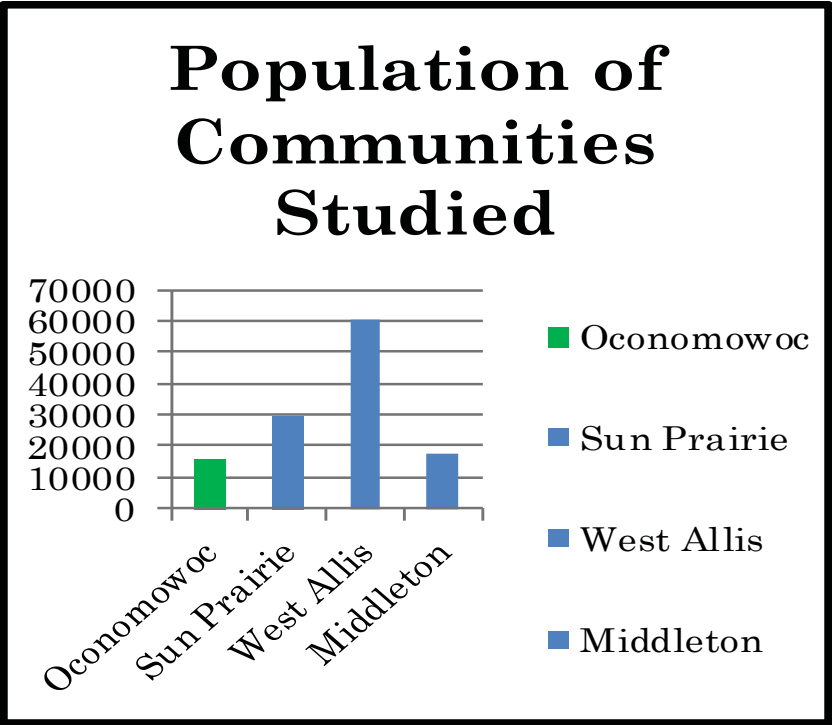 Population of
Communities
Studied
70000
60000
50000
40000
30000
20000
10000
0
Oconomowoc
Sun Prairie
West Allis
Middleton
Oconomowoc
Sun Prairie
West Allis
Middleton